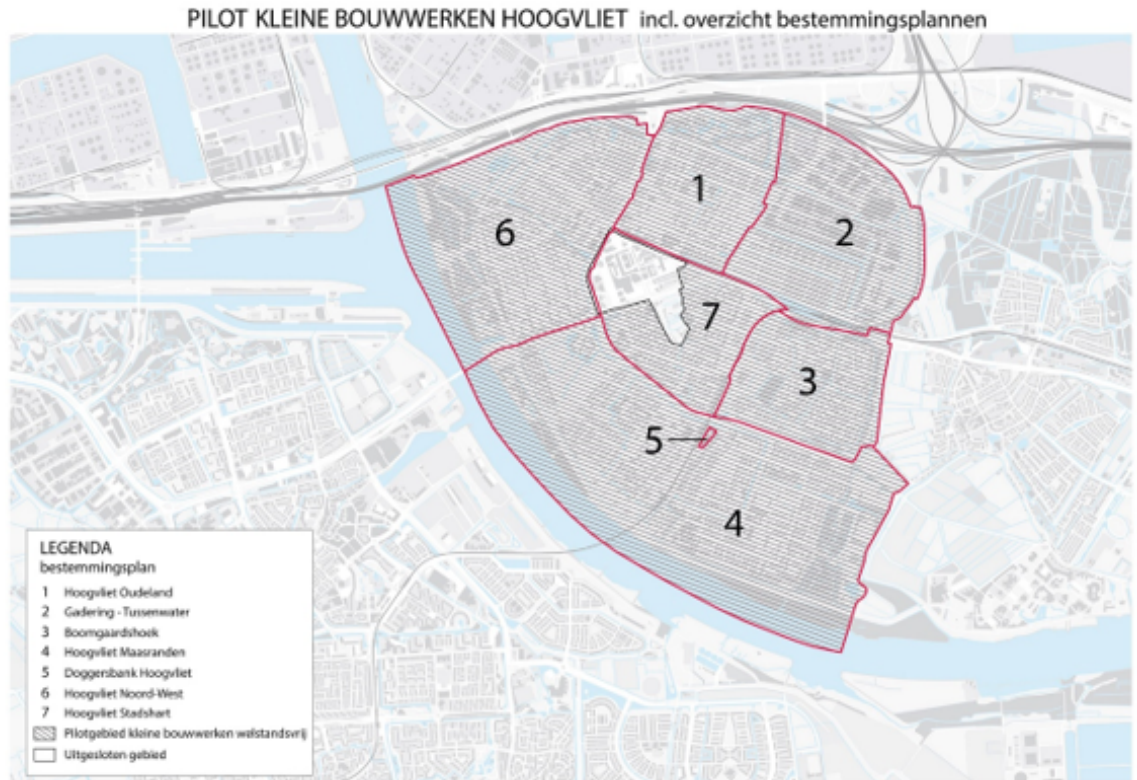 PILOT KLEINE BOUWWERKEN HOOGVLIET incl. overzicht bestemmingsplannen
6
1
2
7
3
5
4
LEGENDA
bestemmingsplan
1 Hoogvliet Oudeland
2 Gadering - Tussenwater
3 Boomgaardshoek
4 Hoogvliet Maasranden
5 Doggersbank Hoogvliet
6 Hoogvliet Noord-West
7 Hoogvliet Stadshart
Pilotgebied kleine bouwwerken welstandsvrij
Uitgesloten gebied